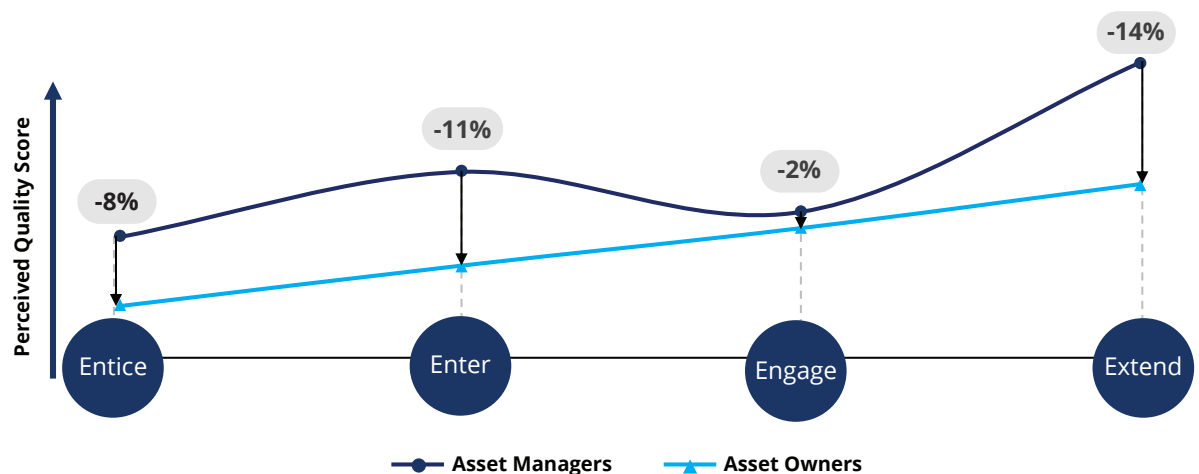 -14%
-11%
-2%
-8%
Perceived Quality Score
Entice
Enter
Engage
Extend
Asset Managers
Asset Owners